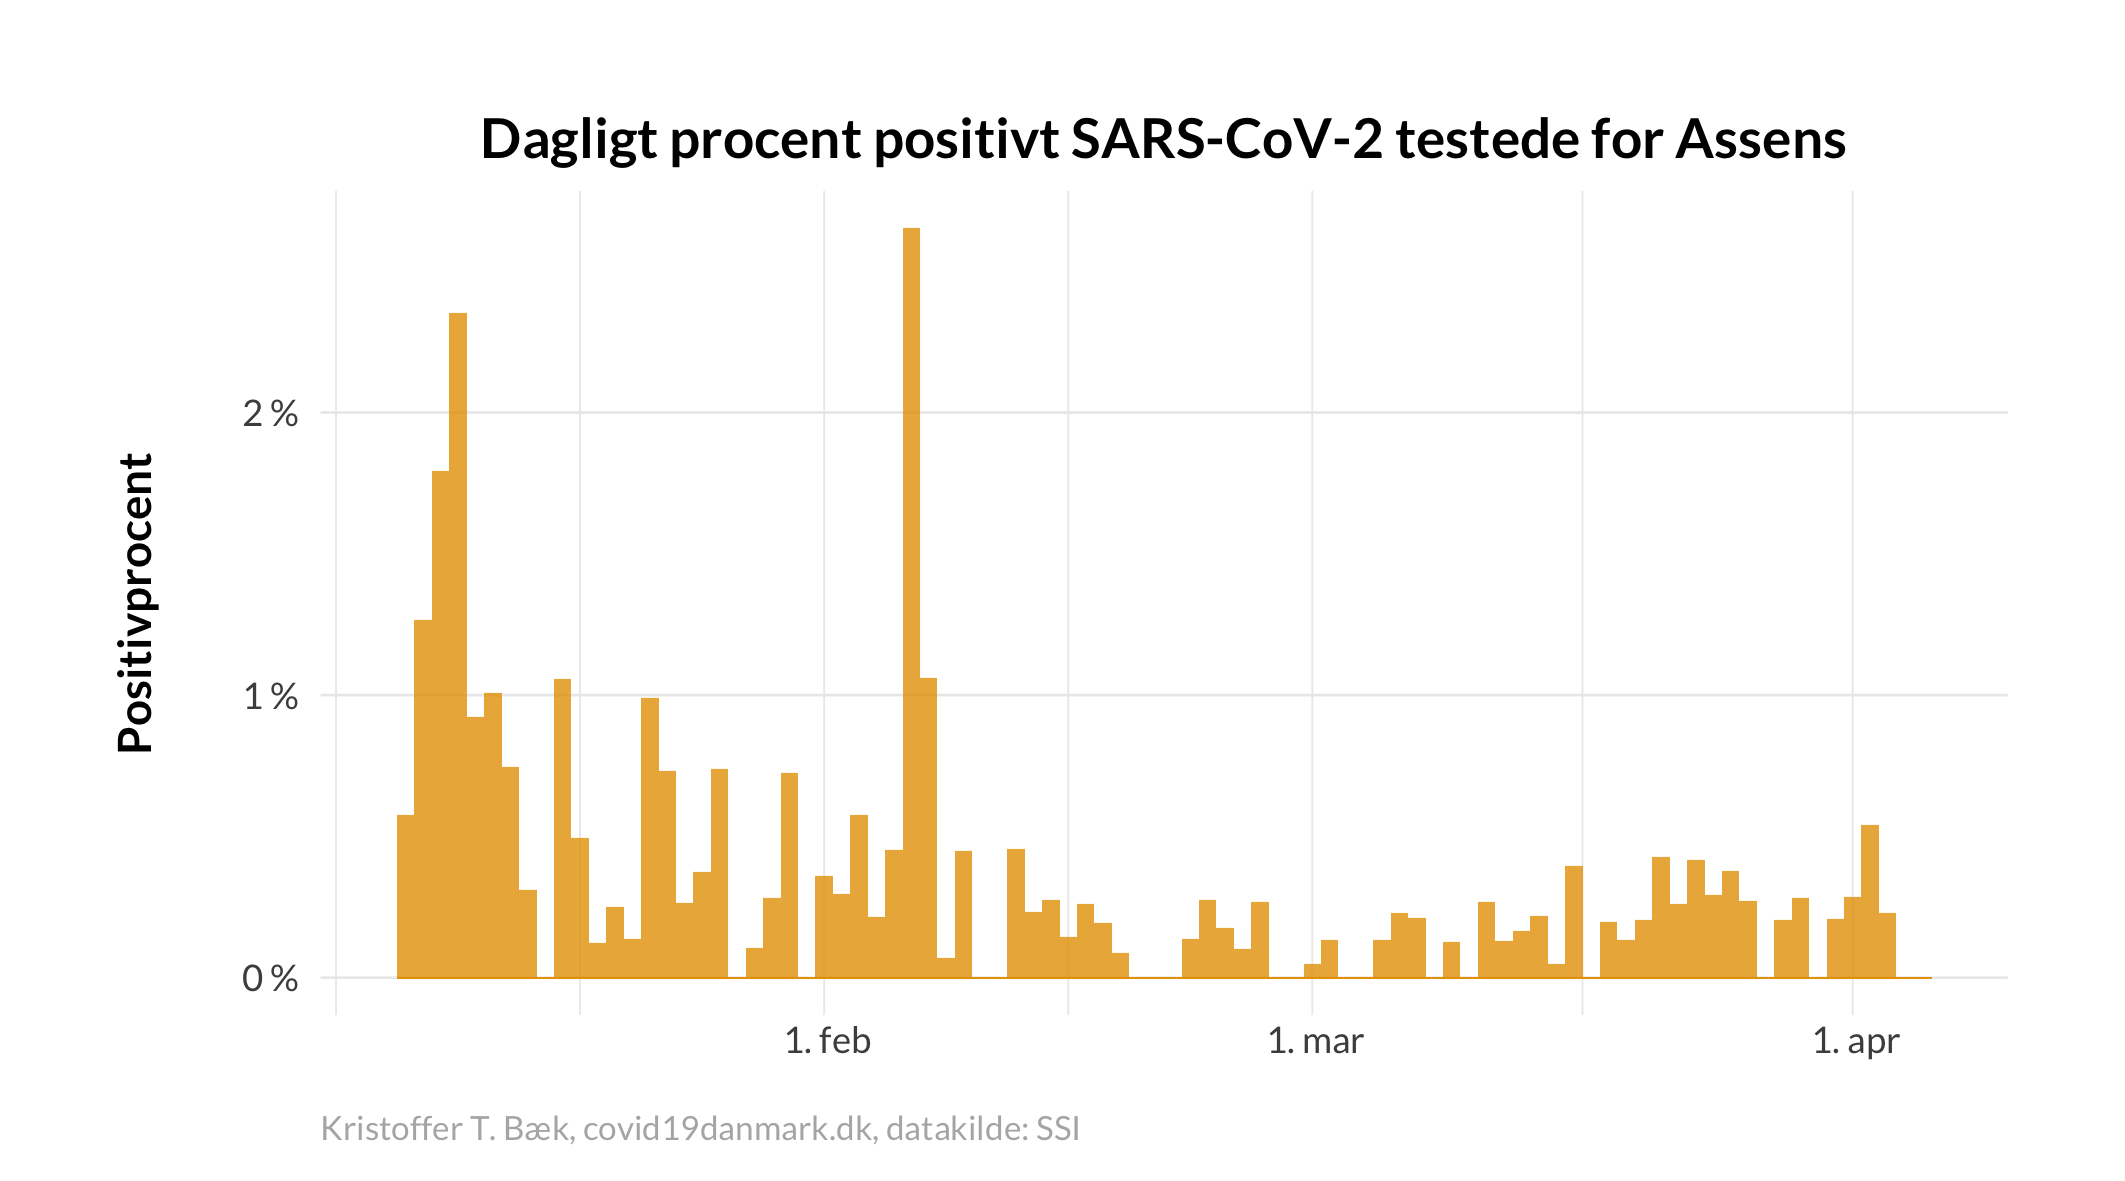 Dagligt procent positivt SARS-CoV-2 testede for Assens
Positivprocent
2 %
1 %
0 %
1. feb
1. mar
1. apr
Kristoffer T. Bæk, covid19danmark.dk, datakilde: SSI